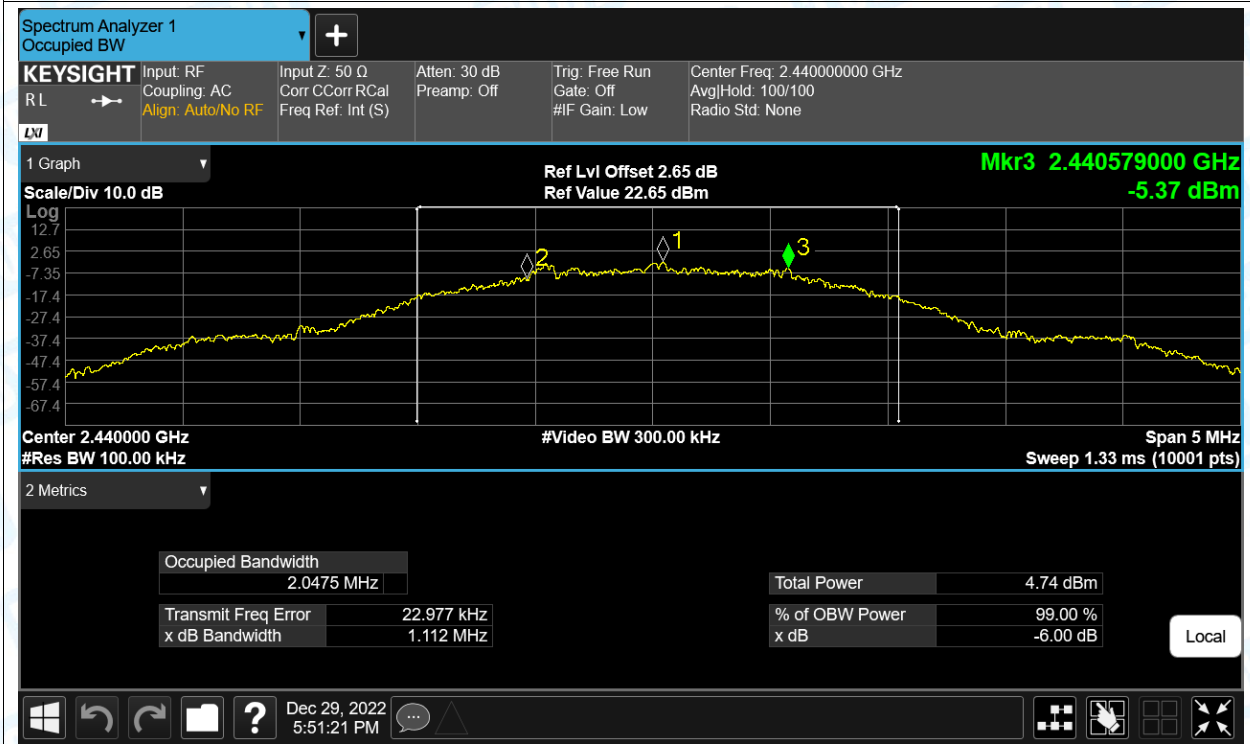 Spectrum Analyzer 1
Occupied BW
▼
+
KEYSIGHT
R L
LXI
Input: RF
Coupling: AC
Align: Auto/No RF
Input Z: 50 Ω
Corr CCorr RCal
Freq Ref: Int (S)
Atten: 30 dB
Preamp: Off
Trig: Free Run
Gate: Off
#IF Gain: Low
Center Freq: 2.440000000 GHz
Avg|Hold: 100/100
Radio Std: None
1 Graph ▼
Scale/Div 10.0 dB
Ref Lvl Offset 2.65 dB
Ref Value 22.65 dBm
Mkr3 2.440579000 GHz
-5.37 dBm
Log
12.7
2.65
-7.35
-17.4
-27.4
-37.4
-47.4
-57.4
-67.4
2
1
3
Center 2.440000 GHz
#Res BW 100.00 kHz
#Video BW 300.00 kHz
Span 5 MHz
Sweep 1.33 ms (10001 pts)
2 Metrics ▼
Occupied Bandwidth
2.0475 MHz
Transmit Freq Error 22.977 kHz
x dB Bandwidth 1.112 MHz
Total Power 4.74 dBm
% of OBW Power 99.00 %
x dB -6.00 dB
Local
?
Dec 29, 2022
5:51:21 PM